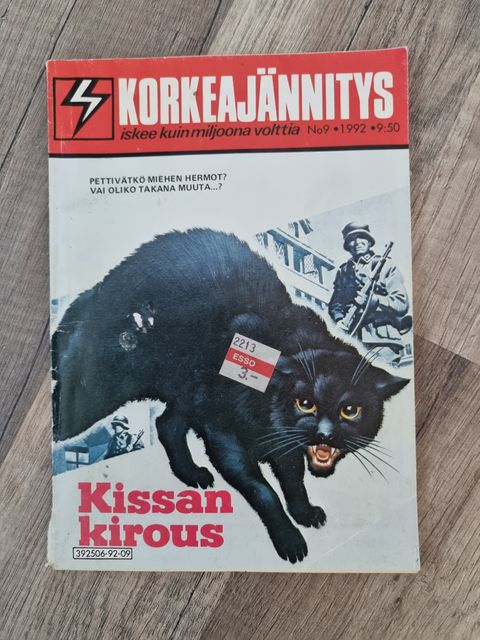 KORKEAJÄNNITYS
iskee kuin miljoona volttia No9 • 1992 • 9:50
PETTIVÄTKÖ MIEHEN HERMOT?
VAI OLIKO TAKANA MUUTA...?
2213
ESSO
3.-
Kissan
kirous
392506-92-09